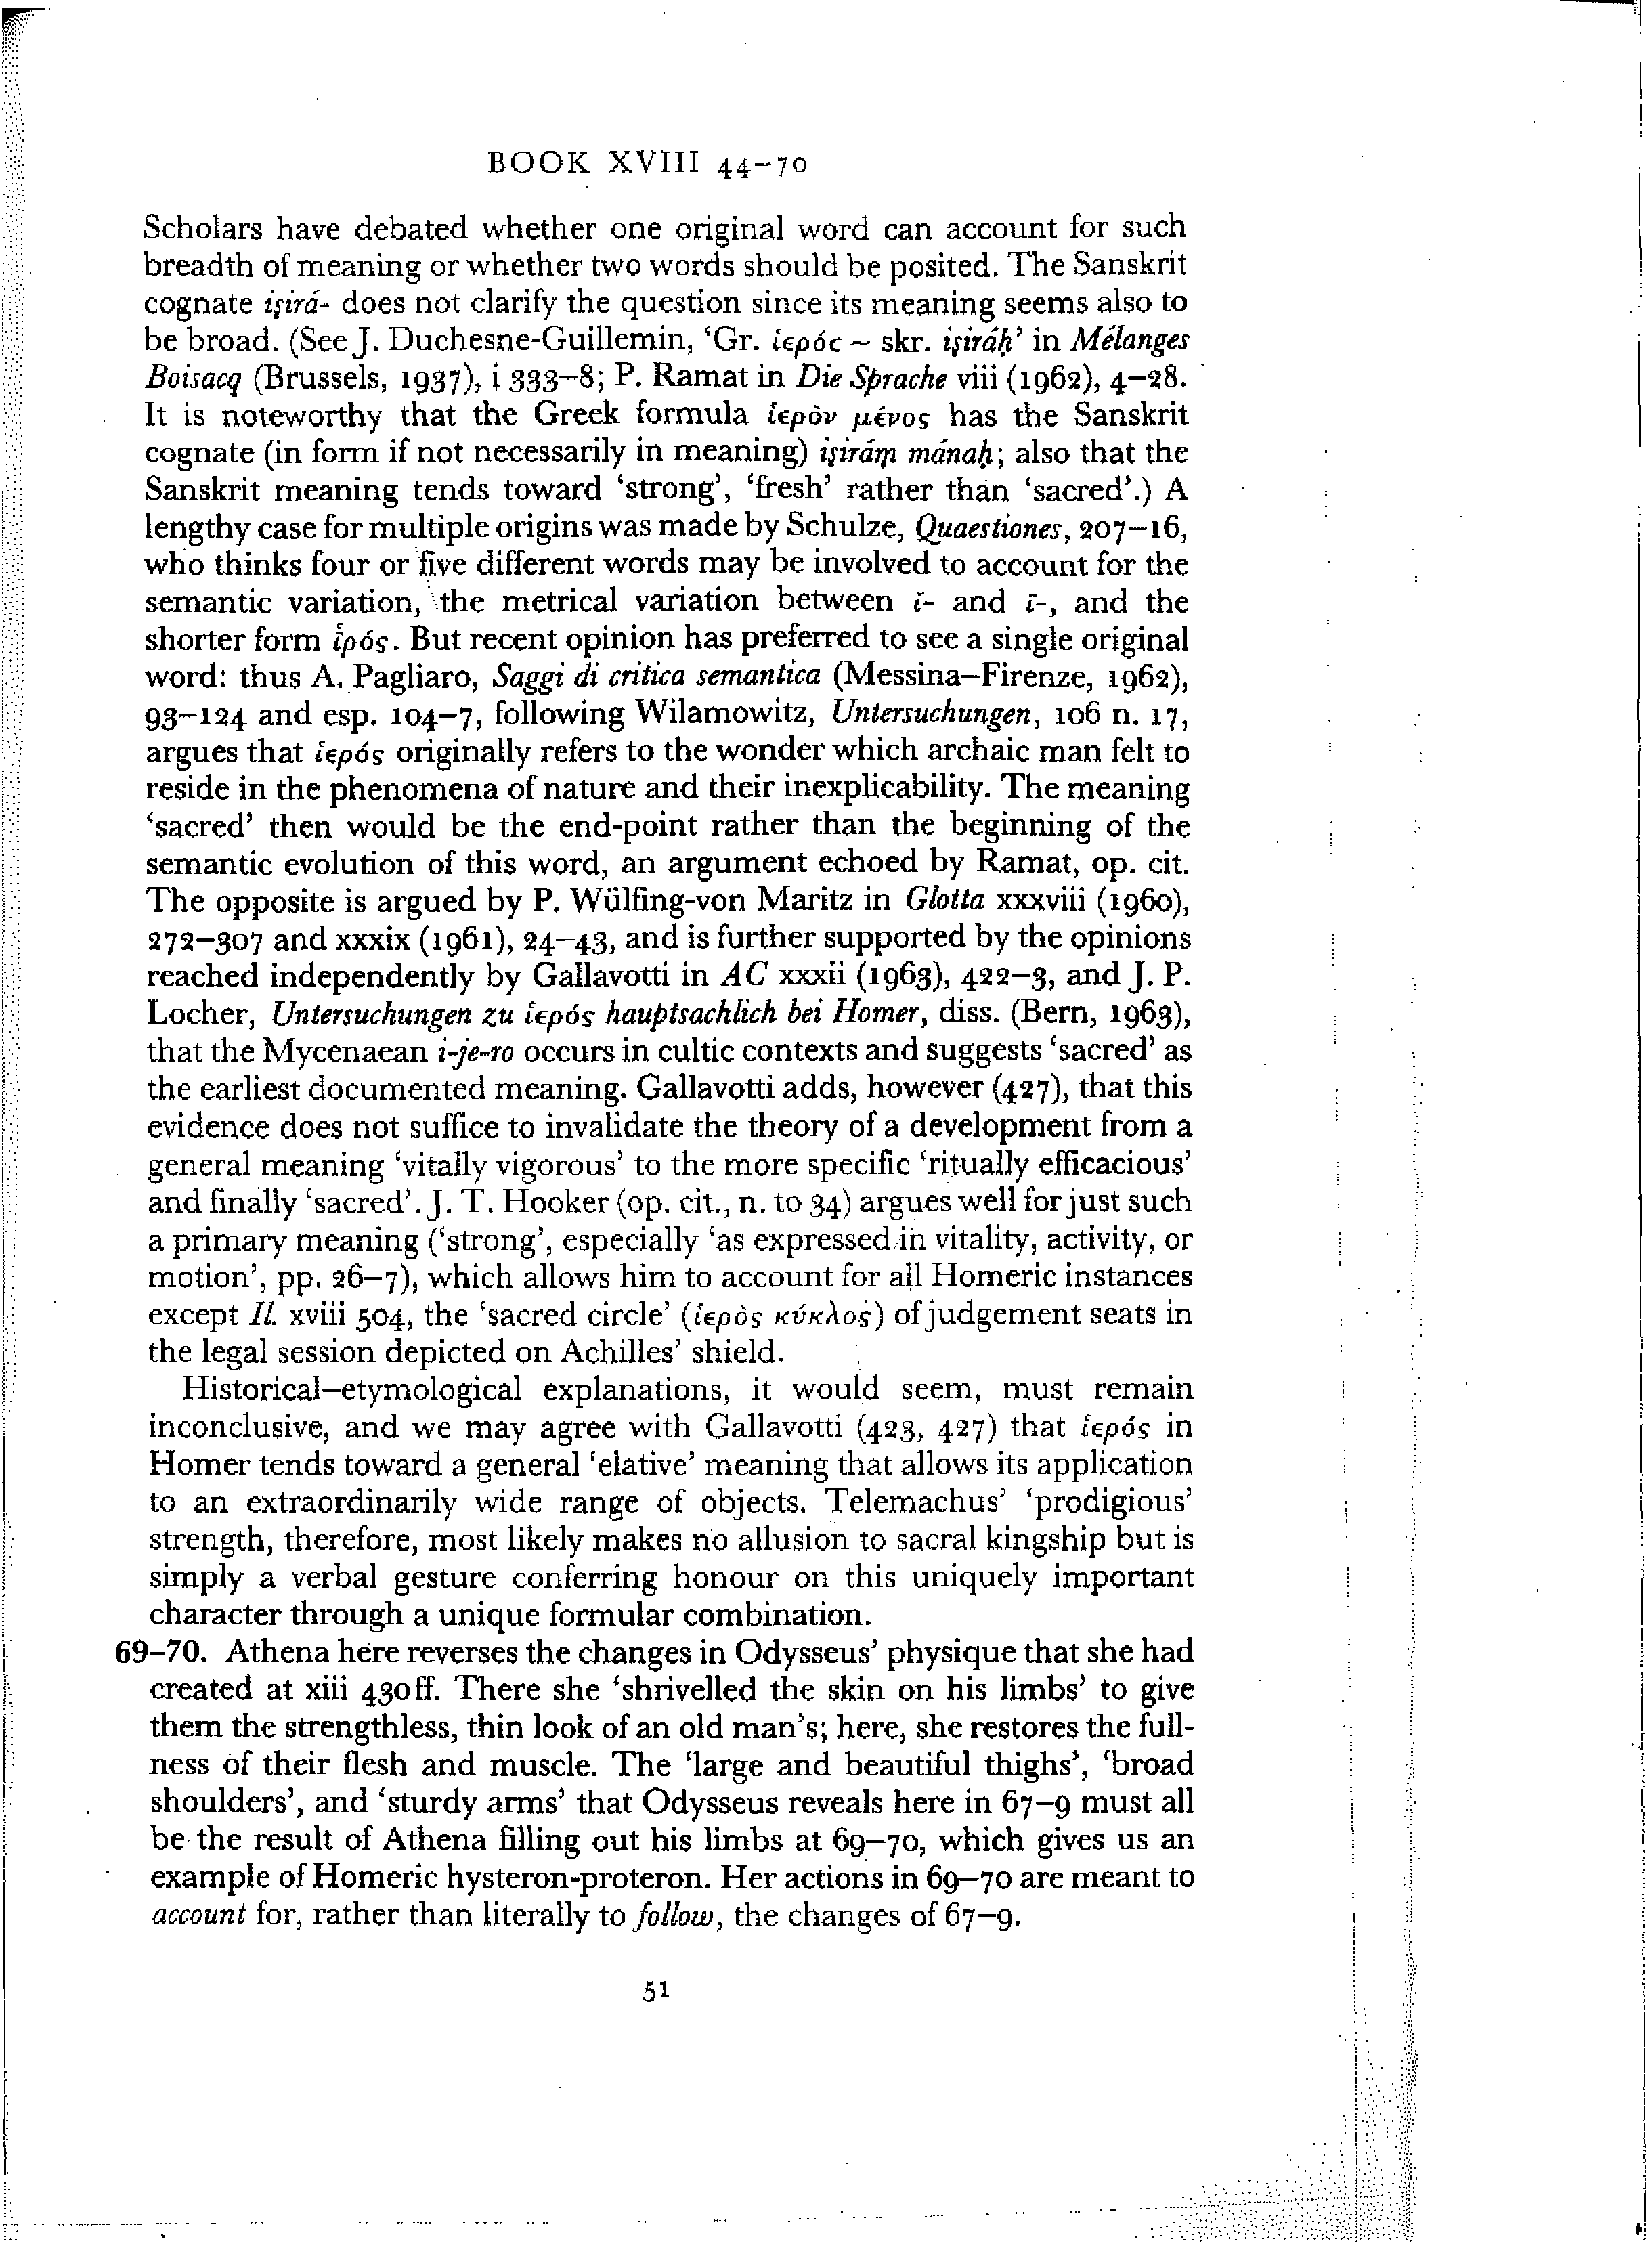 BOOK XVIII 44–70
Scholars have debated whether one original word can account for such
breadth of meaning or whether two words should be posited. The Sanskrit
cognate iṣirá- does not clarify the question since its meaning seems also to
be broad. (See J. Duchesne-Guillemin, ‘Gr. ἱερόc ~ skr. iṣiráḥ’ in Mélanges
Boisacq (Brussels, 1937), i 333–8; P. Ramat in Die Sprache viii (1962), 4–28.
It is noteworthy that the Greek formula ἱερὸν μένος has the Sanskrit
cognate (in form if not necessarily in meaning) iṣiráṃ mánaḥ; also that the
Sanskrit meaning tends toward ‘strong’, ‘fresh’ rather than ‘sacred’.) A
lengthy case for multiple origins was made by Schulze, Quaestiones, 207–16,
who thinks four or five different words may be involved to account for the
semantic variation, the metrical variation between ῐ- and ῑ-, and the
shorter form ἱρός. But recent opinion has preferred to see a single original
word: thus A. Pagliaro, Saggi di critica semantica (Messina–Firenze, 1962),
93–124 and esp. 104–7, following Wilamowitz, Untersuchungen, 106 n. 17,
argues that ἱερός originally refers to the wonder which archaic man felt to
reside in the phenomena of nature and their inexplicability. The meaning
‘sacred’ then would be the end-point rather than the beginning of the
semantic evolution of this word, an argument echoed by Ramat, op. cit.
The opposite is argued by P. Wülfing-von Maritz in Glotta xxxviii (1960),
272–307 and xxxix (1961), 24–43, and is further supported by the opinions
reached independently by Gallavotti in AC xxxii (1963), 422–3, and J. P.
Locher, Untersuchungen zu ἱερός hauptsachlich bei Homer, diss. (Bern, 1963),
that the Mycenaean i-je-ro occurs in cultic contexts and suggests ‘sacred’ as
the earliest documented meaning. Gallavotti adds, however (427), that this
evidence does not suffice to invalidate the theory of a development from a
general meaning ‘vitally vigorous’ to the more specific ‘ritually efficacious’
and finally ‘sacred’. J. T. Hooker (op. cit., n. to 34) argues well for just such
a primary meaning (‘strong’, especially ‘as expressed in vitality, activity, or
motion’, pp. 26–7), which allows him to account for all Homeric instances
except Il. xviii 504, the ‘sacred circle’ (ἱερὸς κύκλος) of judgement seats in
the legal session depicted on Achilles’ shield.
Historical–etymological explanations, it would seem, must remain
inconclusive, and we may agree with Gallavotti (423, 427) that ἱερός in
Homer tends toward a general ‘elative’ meaning that allows its application
to an extraordinarily wide range of objects. Telemachus’ ‘prodigious’
strength, therefore, most likely makes no allusion to sacral kingship but is
simply a verbal gesture conferring honour on this uniquely important
character through a unique formular combination.
69–70. Athena here reverses the changes in Odysseus’ physique that she had
created at xiii 430ff. There she ‘shrivelled the skin on his limbs’ to give
them the strengthless, thin look of an old man’s; here, she restores the full-
ness of their flesh and muscle. The ‘large and beautiful thighs’, ‘broad
shoulders’, and ‘sturdy arms’ that Odysseus reveals here in 67–9 must all
be the result of Athena filling out his limbs at 69–70, which gives us an
example of Homeric hysteron-proteron. Her actions in 69–70 are meant to
account for, rather than literally to follow, the changes of 67–9.
51